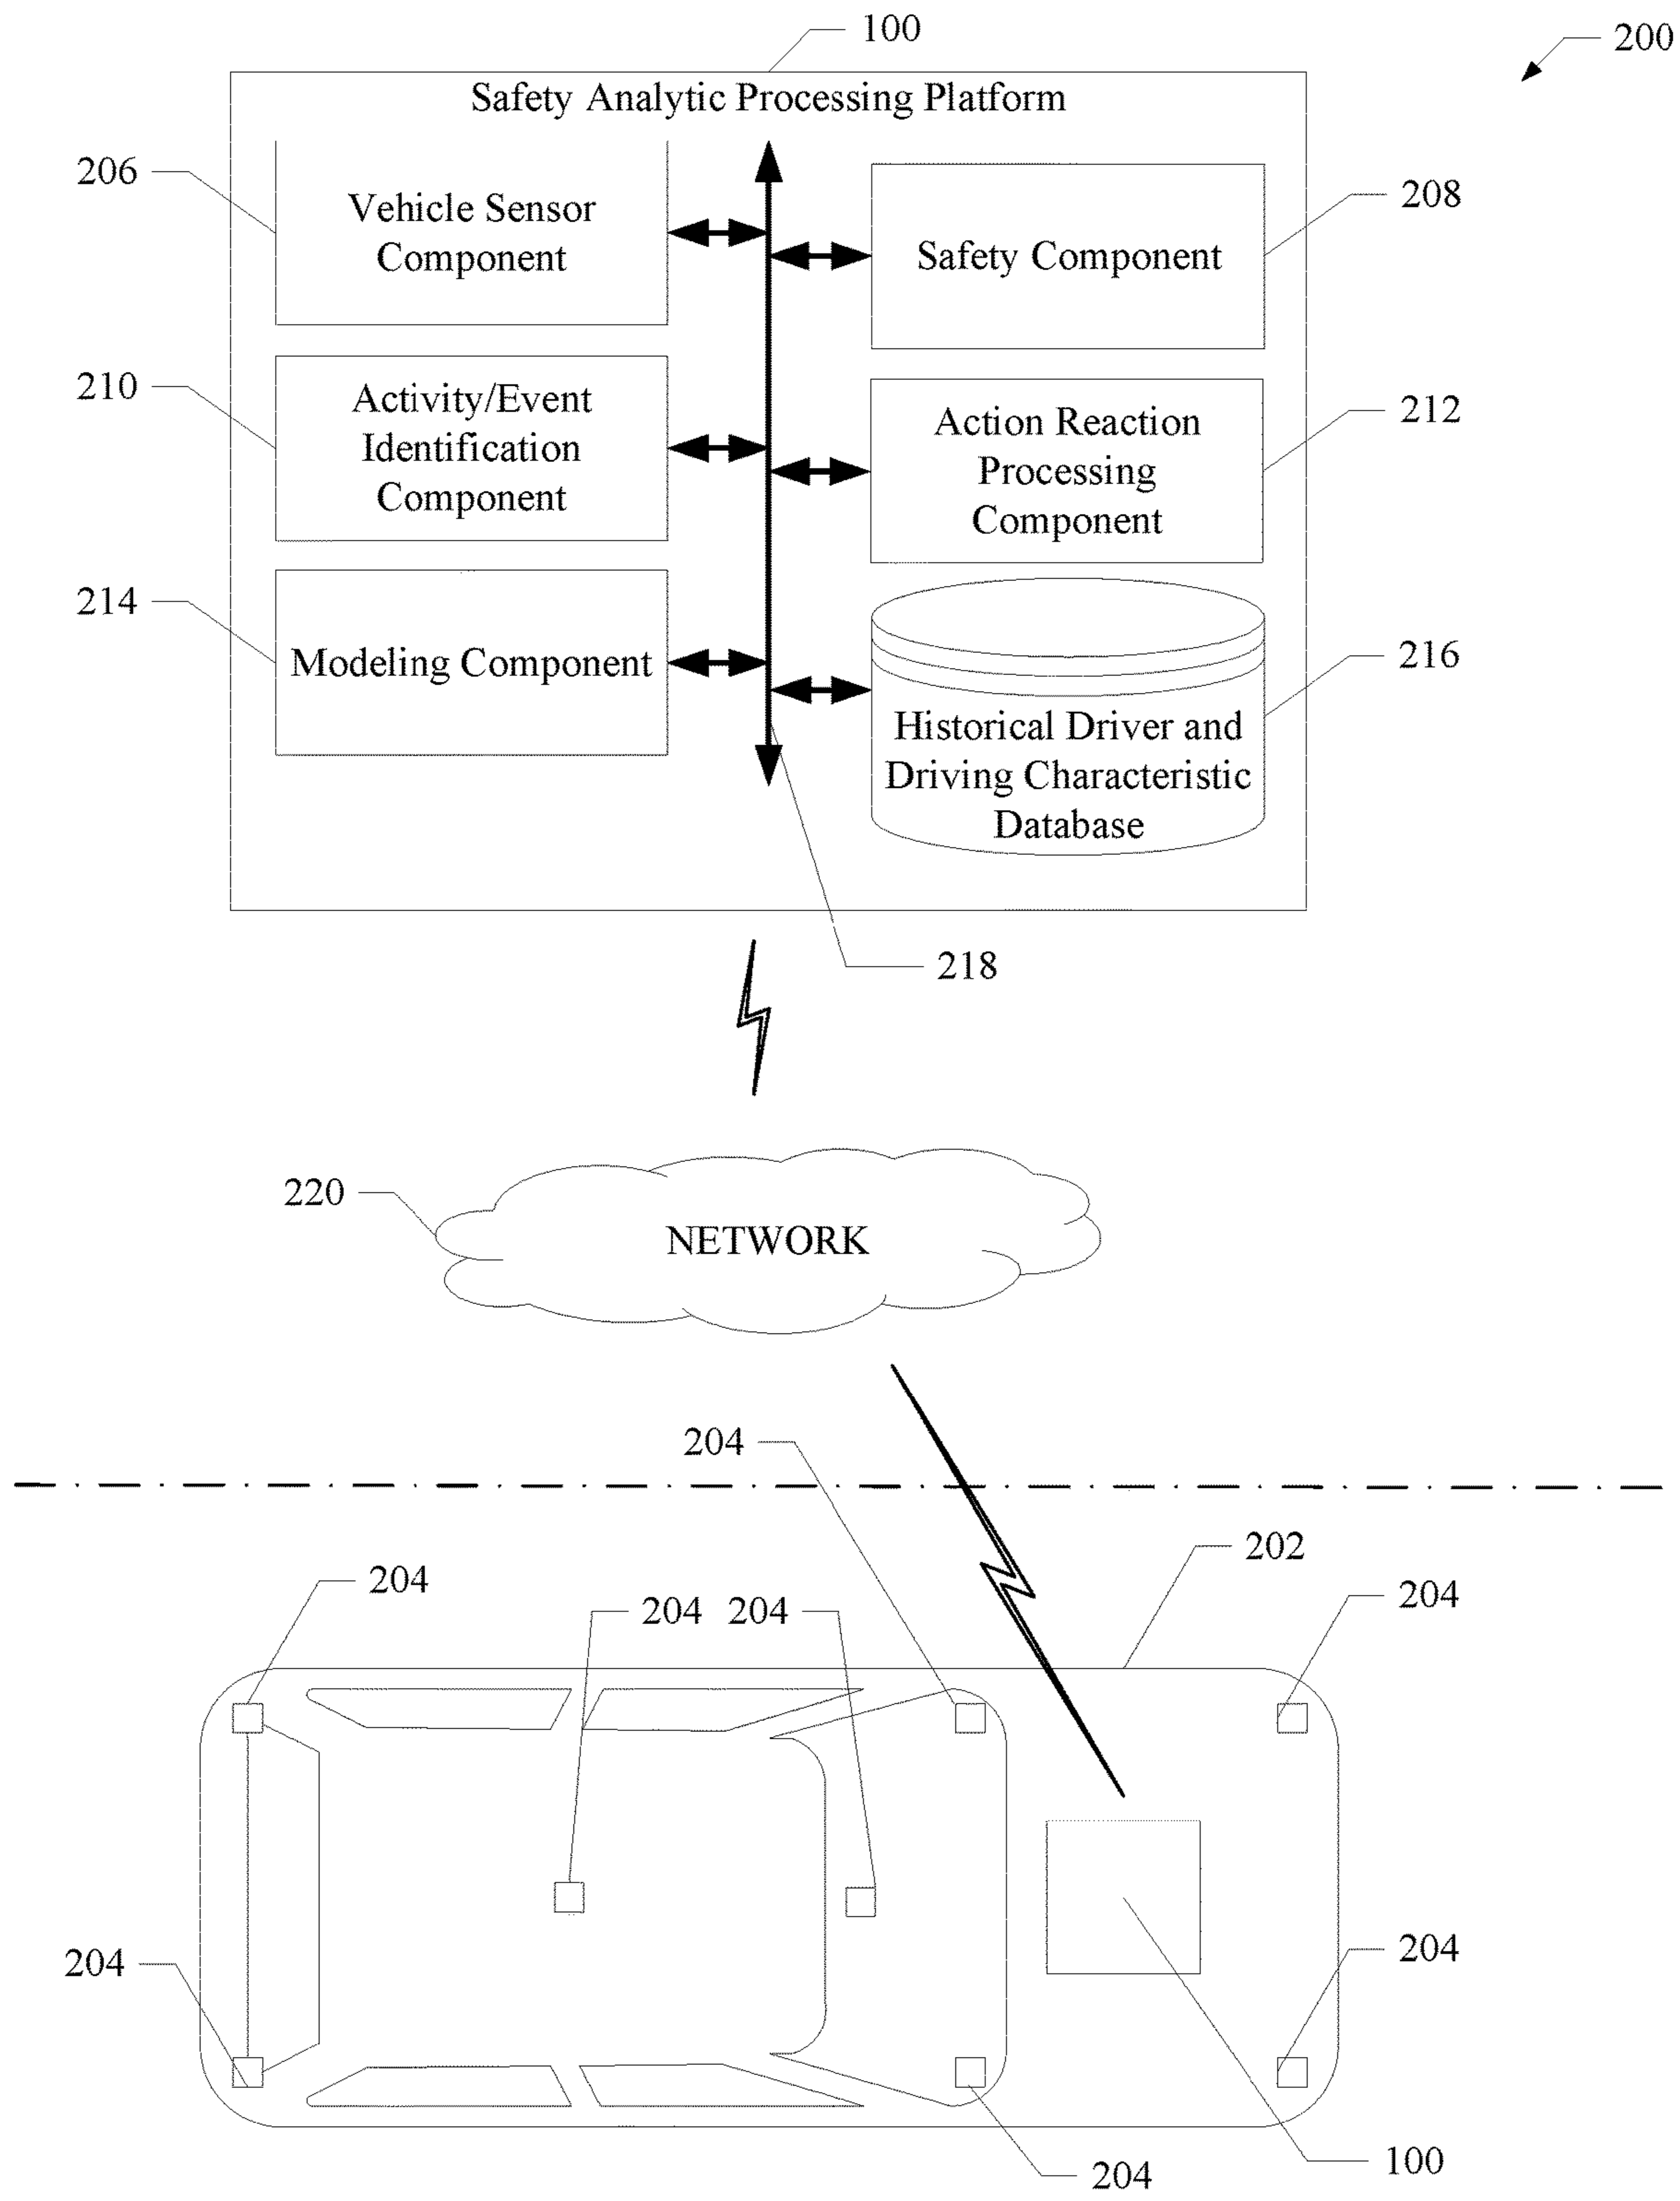 100
200
Safety Analytic Processing Platform
206
Vehicle Sensor
Component
208
Safety Component
210
Activity/Event
Identification
Component
212
Action Reaction
Processing
Component
214
Modeling Component
216
Historical Driver and
Driving Characteristic
Database
218
220
NETWORK
204
202
204
204
204
204
204
204
204
100